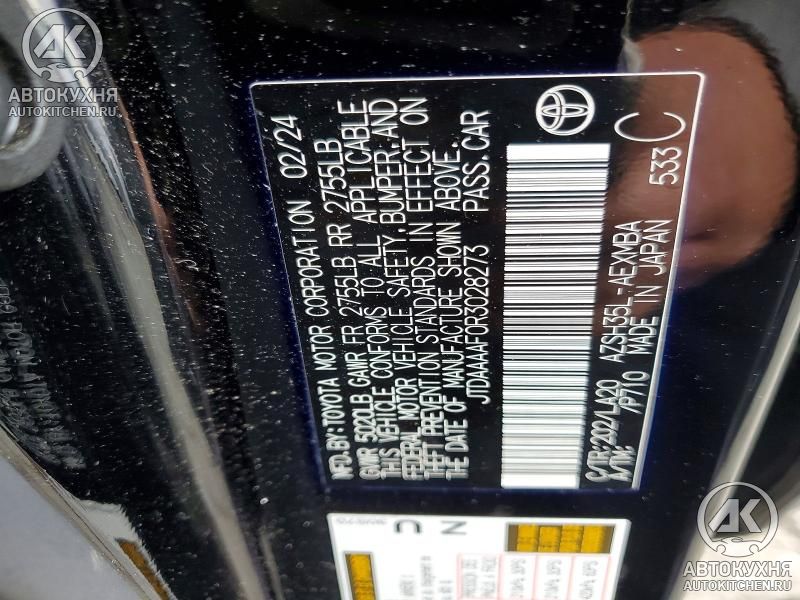 АВТОКУХНЯ
AUTOKITCHEN.RU
MFD. BY: TOYOTA MOTOR CORPORATION 02/24
GVWR 5020LB GAWR FR 2755LB RR 2755LB
THIS VEHICLE CONFORMS TO ALL APPLICABLE
FEDERAL MOTOR VEHICLE SAFETY, BUMPER, AND
THEFT PREVENTION STANDARDS IN EFFECT ON
THE DATE OF MANUFACTURE SHOWN ABOVE.
JTDAAAAF0R3028273 PASS. CAR
C/TR: 202/LA20 AZSH35L-AEXMBA
A/TM: /P710 MADE IN JAPAN 533 C
N C
АВТОКУХНЯ
AUTOKITCHEN.RU